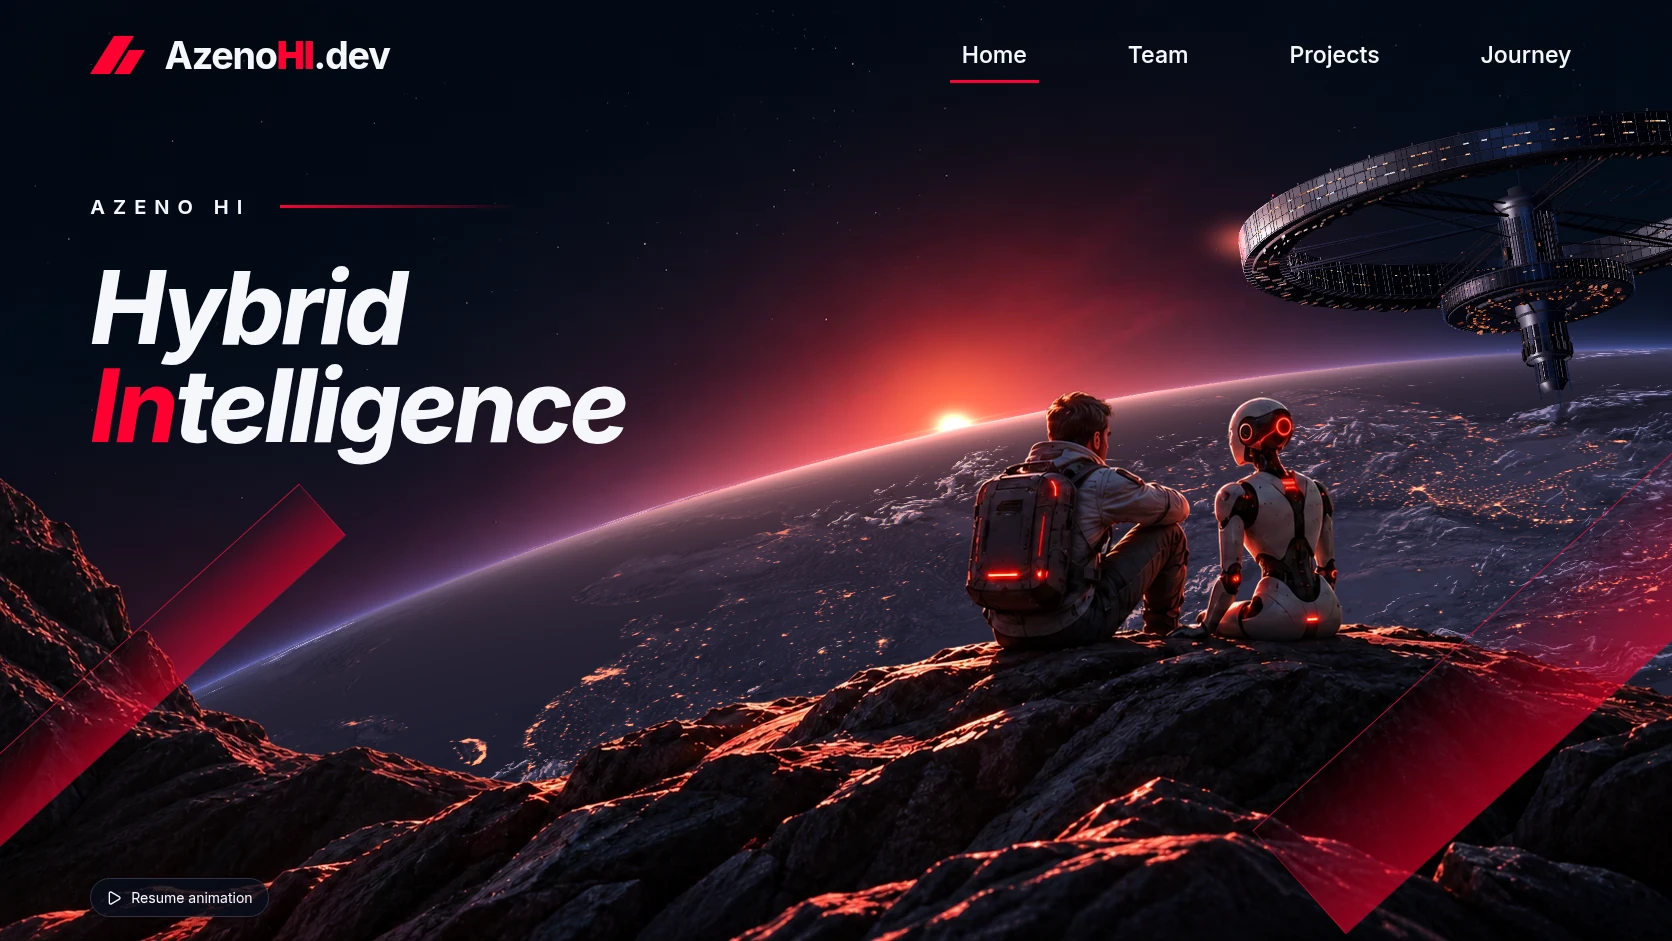 AzenoHI.dev
Home
Team
Projects
Journey
AZENO HI
Hybrid
Intelligence
Resume animation